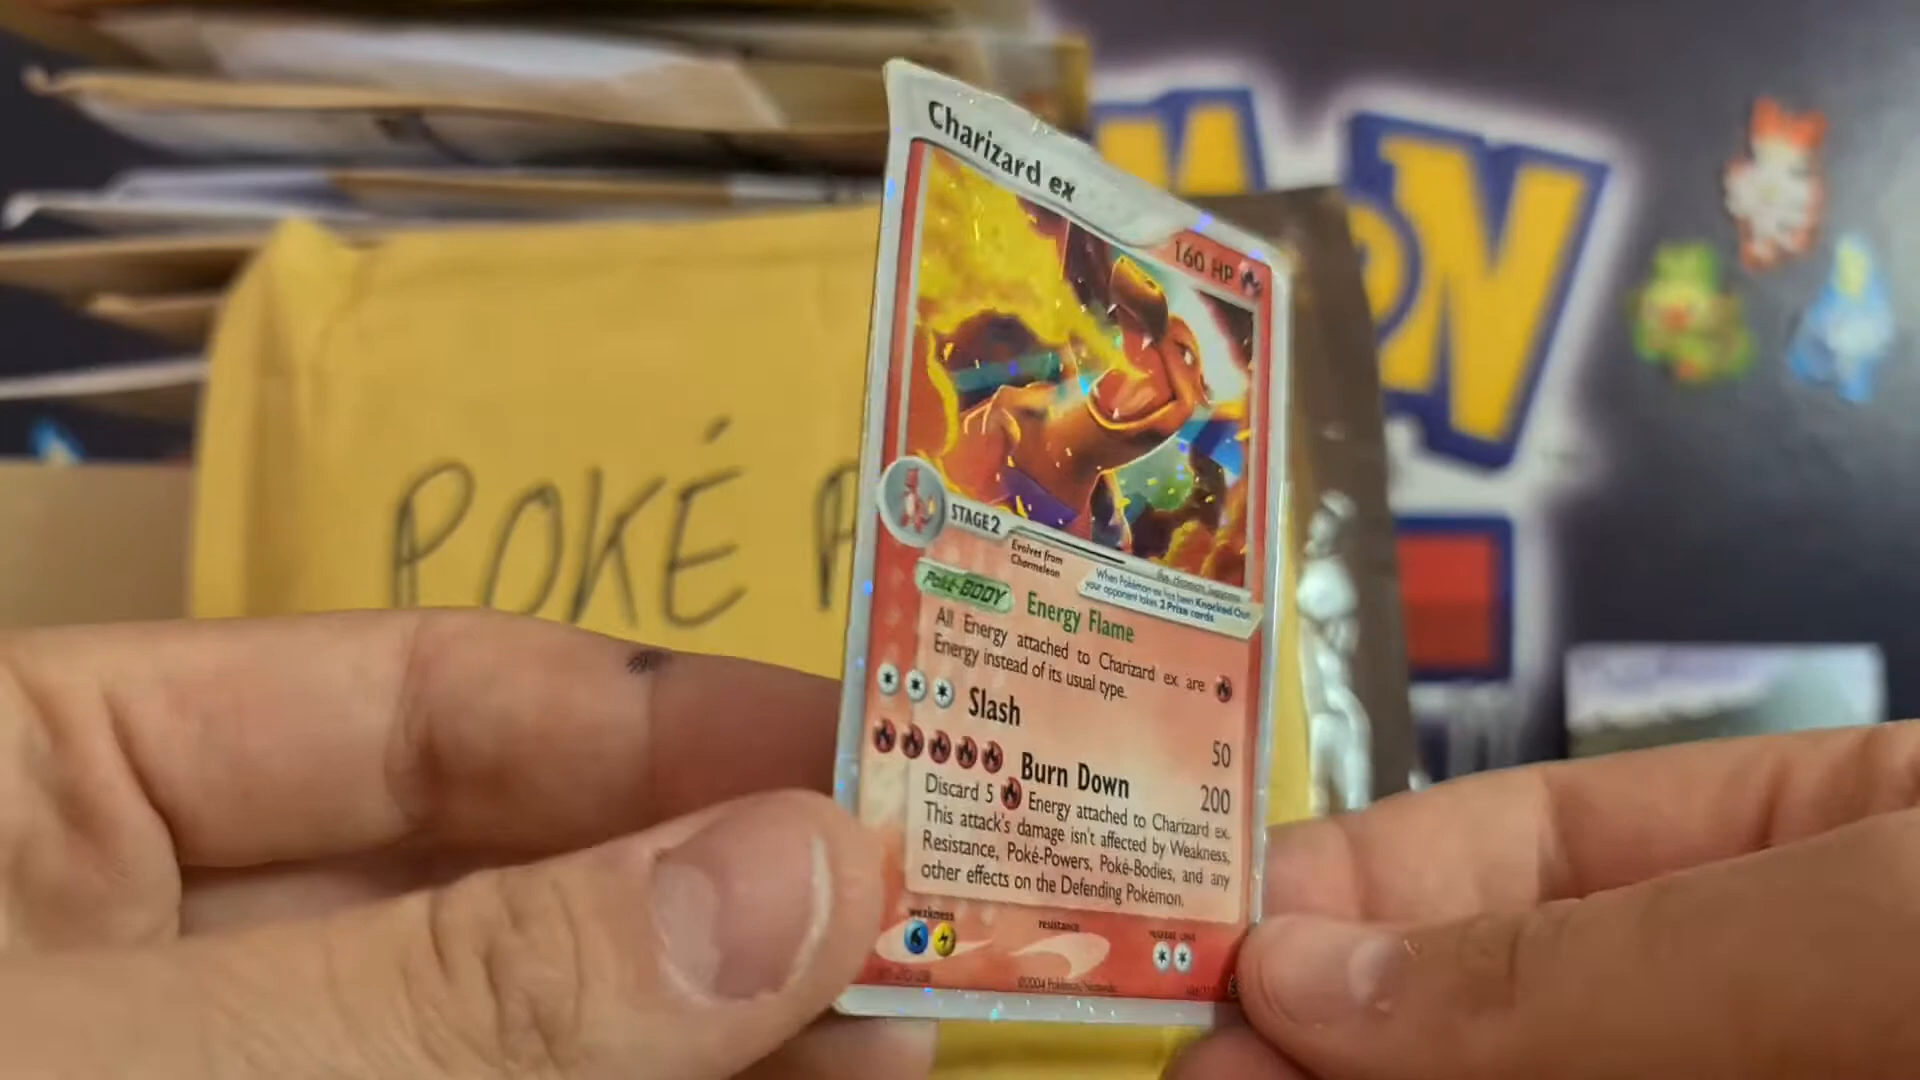 Charizard ex
160 HP
STAGE2
Evolves from
Charmeleon
When Pokémon ex has been Knocked Out,
your opponent takes 2 Prize cards.
Poké-BODY
Energy Flame
All Energy attached to Charizard ex are
Energy instead of its usual type.
Slash
50
Burn Down
200
Discard 5 Energy attached to Charizard ex.
This attack's damage isn't affected by Weakness,
Resistance, Poké-Powers, Poké-Bodies, and any
other effects on the Defending Pokémon.
weakness
resistance
retreat cost
©2004 Pokémon/Nintendo
POKÉ